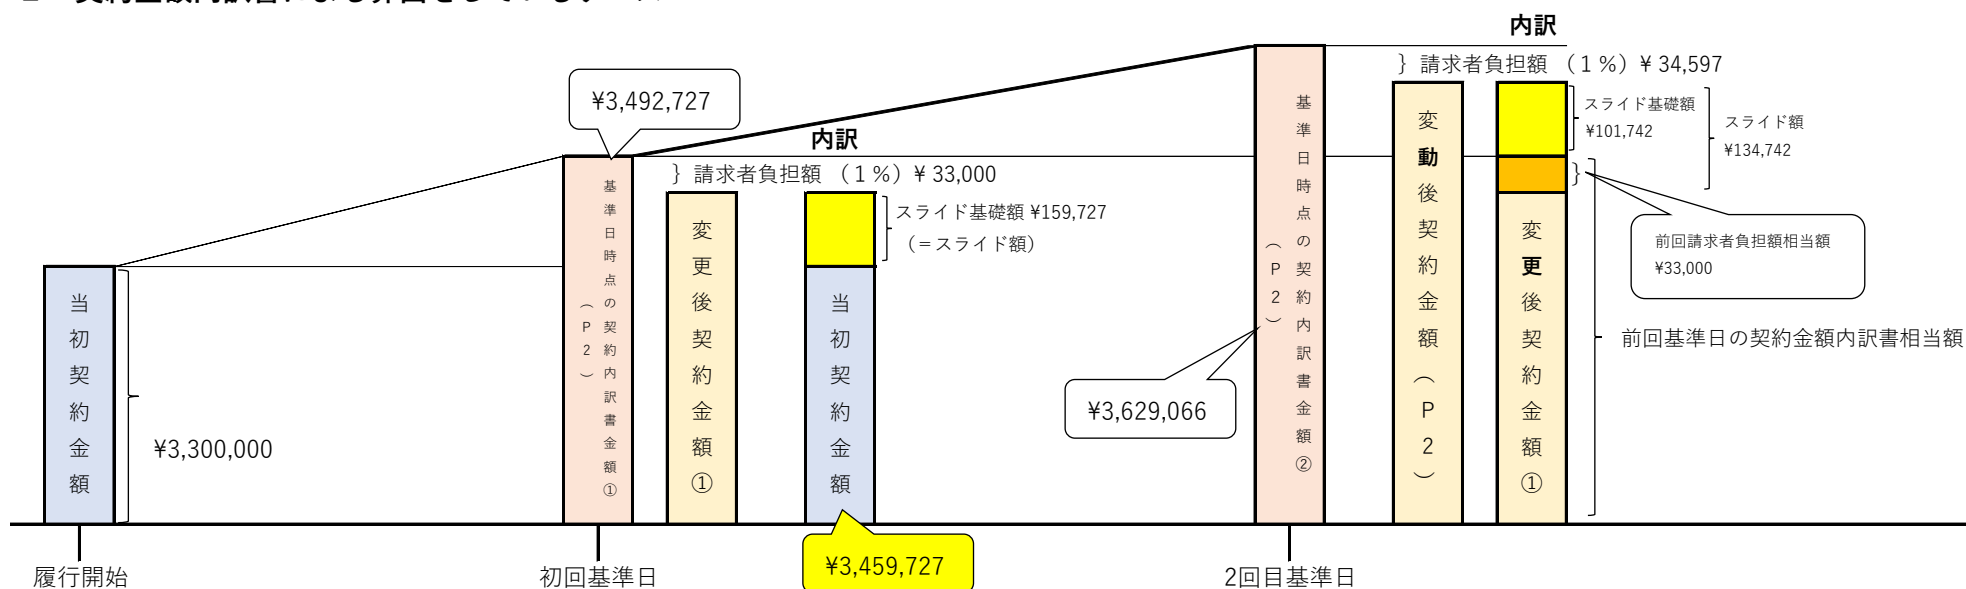 内訳
} 請求者負担額 （１％）¥ 34,597
¥3,492,727
スライド基礎額
¥101,742
スライド額
¥134,742
内訳
} 請求者負担額 （１％）¥ 33,000
スライド基礎額 ¥159,727
（＝スライド額）
前回請求者負担額相当額
¥33,000
当初契約金額
¥3,300,000
基準日時点の契約内訳書金額①
（P２）
変更後契約金額①
当初契約金額
¥3,459,727
基準日時点の契約内訳書金額②
（P２）
¥3,629,066
変動後契約金額（P２）
変更後契約金額①
前回基準日の契約金額内訳書相当額
履行開始
初回基準日
2回目基準日